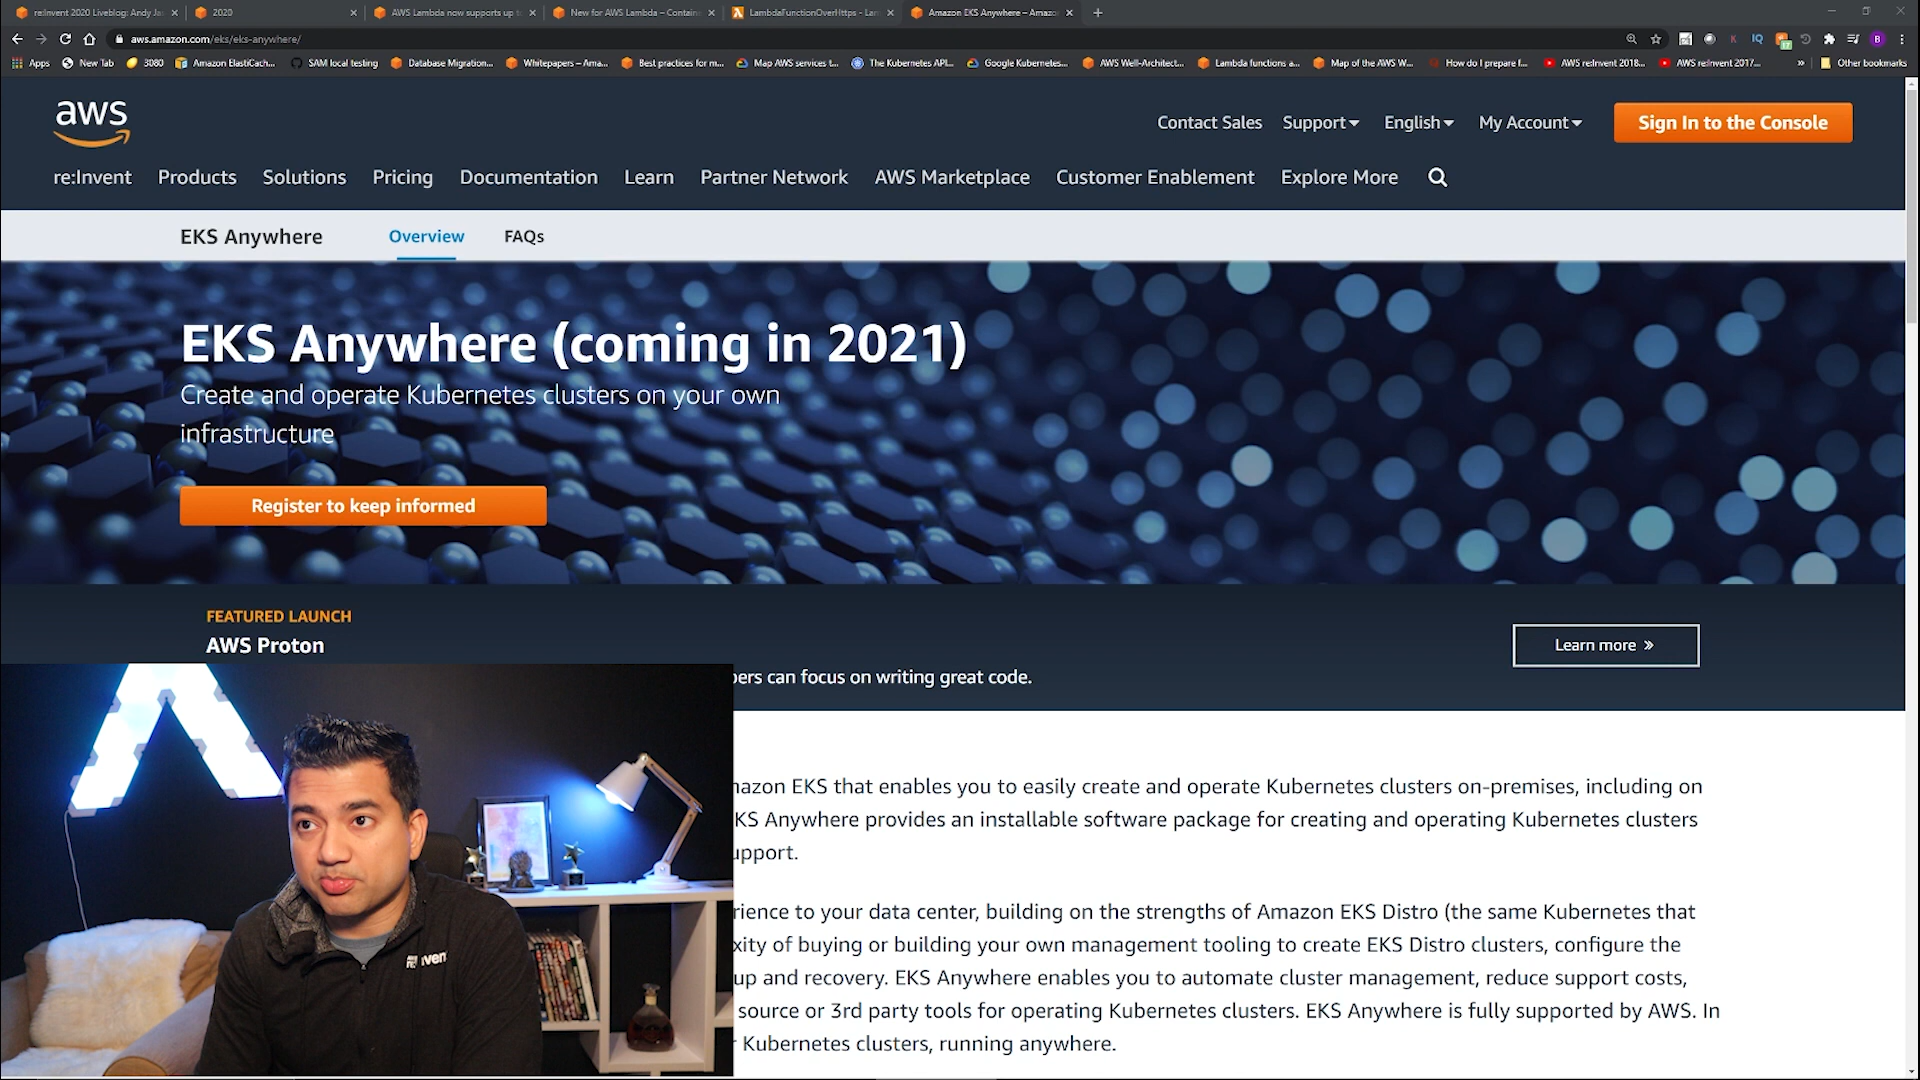 re:Invent 2020 Liveblog: Andy Ja
2020
AWS Lambda now supports up t
New for AWS Lambda – Contain
LambdaFunctionOverHttps - Lam
Amazon EKS Anywhere – Amazo
aws.amazon.com/eks/eks-anywhere/
Apps
New Tab
3080
Amazon ElastiCach...
SAM local testing
Database Migration...
Whitepapers – Ama...
Best practices for m...
Map AWS services t...
The Kubernetes API...
Google Kubernetes...
AWS Well-Architect...
Lambda functions a...
Map of the AWS W...
How do I prepare f...
AWS re:Invent 2018...
AWS re:Invent 2017...
»
Other bookmarks
aws
Contact Sales
Support
English
My Account
Sign In to the Console
re:Invent
Products
Solutions
Pricing
Documentation
Learn
Partner Network
AWS Marketplace
Customer Enablement
Explore More
EKS Anywhere
Overview
FAQs
EKS Anywhere (coming in 2021)
Create and operate Kubernetes clusters on your own
infrastructure
Register to keep informed
FEATURED LAUNCH
AWS Proton
pers can focus on writing great code.
Learn more »
mazon EKS that enables you to easily create and operate Kubernetes clusters on-premises, including on
KS Anywhere provides an installable software package for creating and operating Kubernetes clusters
upport.
rience to your data center, building on the strengths of Amazon EKS Distro (the same Kubernetes that
xity of buying or building your own management tooling to create EKS Distro clusters, configure the
up and recovery. EKS Anywhere enables you to automate cluster management, reduce support costs,
source or 3rd party tools for operating Kubernetes clusters. EKS Anywhere is fully supported by AWS. In
r Kubernetes clusters, running anywhere.